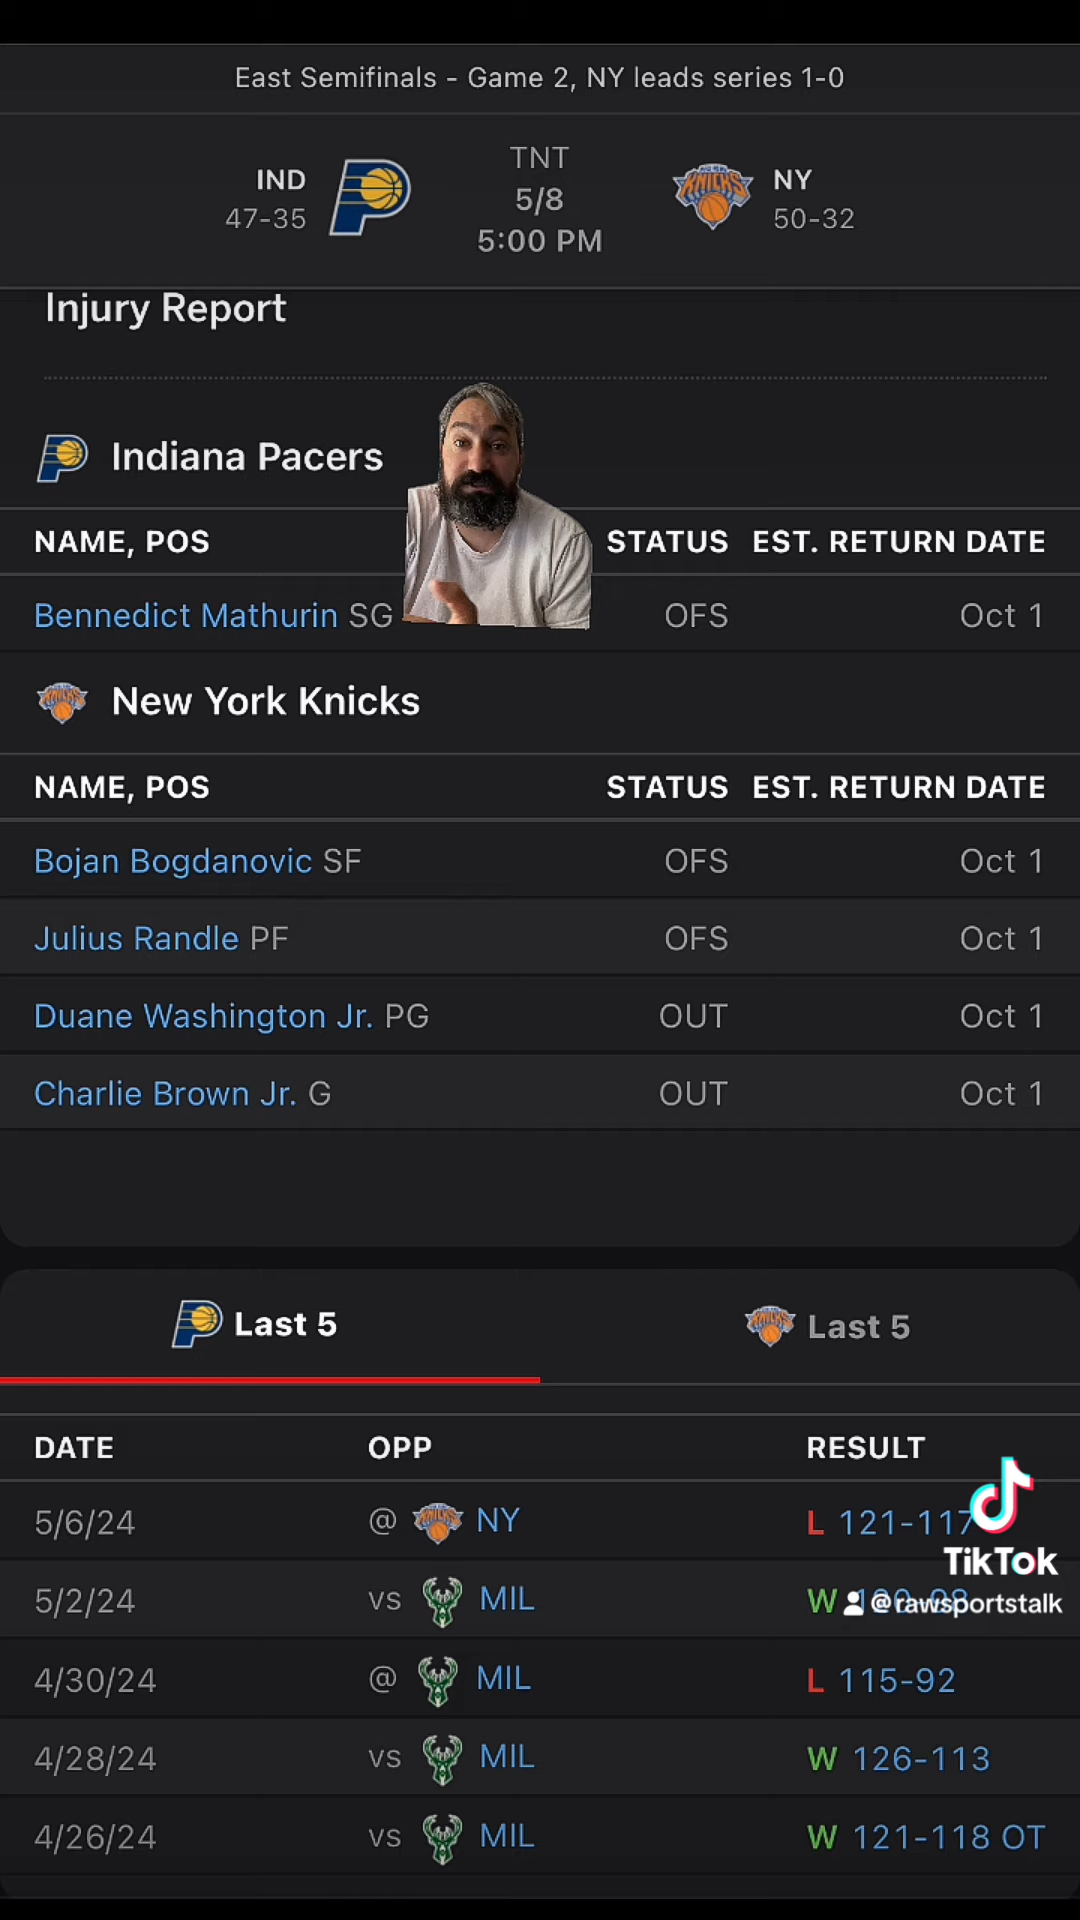 East Semifinals - Game 2, NY leads series 1-0
IND
47-35
TNT
5/8
5:00 PM
KNICKS
NY
50-32
Injury Report
Indiana Pacers
NAME, POS STATUS EST. RETURN DATE
Bennedict Mathurin SG OFS Oct 1
New York Knicks
NAME, POS STATUS EST. RETURN DATE
Bojan Bogdanovic SF OFS Oct 1
Julius Randle PF OFS Oct 1
Duane Washington Jr. PG OUT Oct 1
Charlie Brown Jr. G OUT Oct 1
Last 5
Last 5
DATE OPP RESULT
5/6/24 @ NY L 121-117
TikTok
5/2/24 vs MIL W
@rawsportstalk
4/30/24 @ MIL L 115-92
4/28/24 vs MIL W 126-113
4/26/24 vs MIL W 121-118 OT